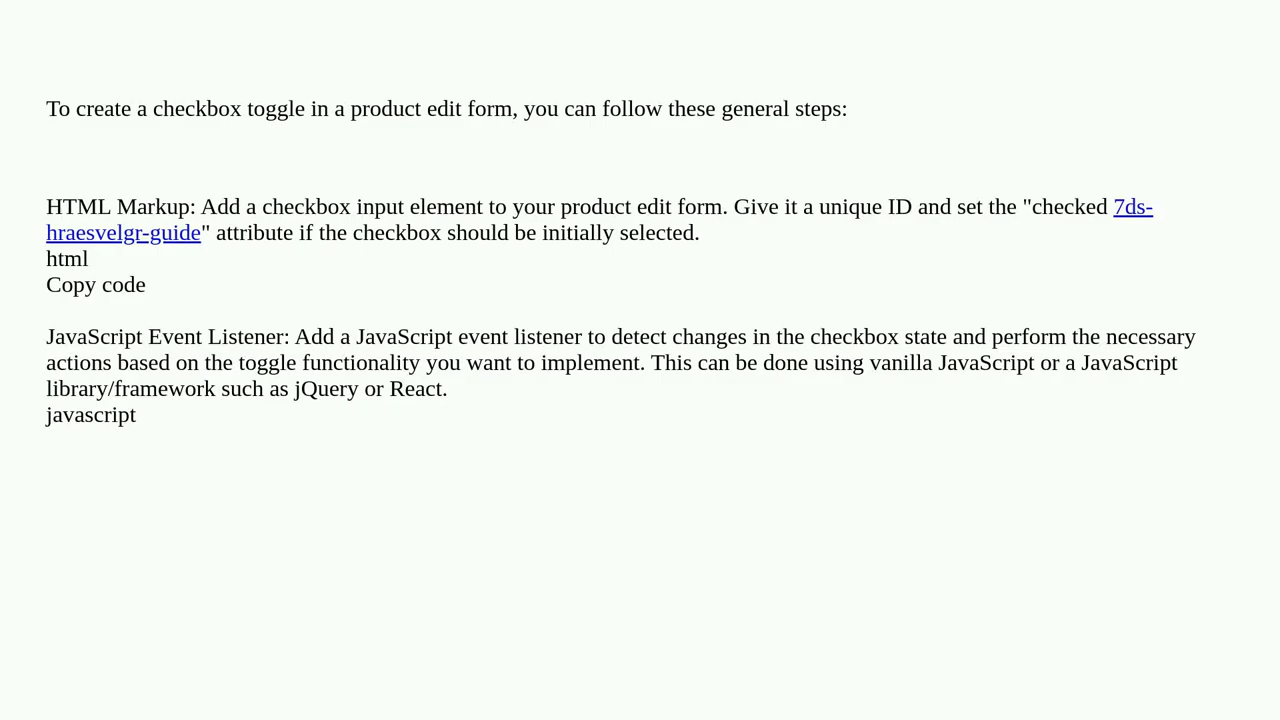 To create a checkbox toggle in a product edit form, you can follow these general steps:
HTML Markup: Add a checkbox input element to your product edit form. Give it a unique ID and set the "checked 7ds-
hraesvelgr-guide" attribute if the checkbox should be initially selected.
html
Copy code
JavaScript Event Listener: Add a JavaScript event listener to detect changes in the checkbox state and perform the necessary
actions based on the toggle functionality you want to implement. This can be done using vanilla JavaScript or a JavaScript
library/framework such as jQuery or React.
javascript